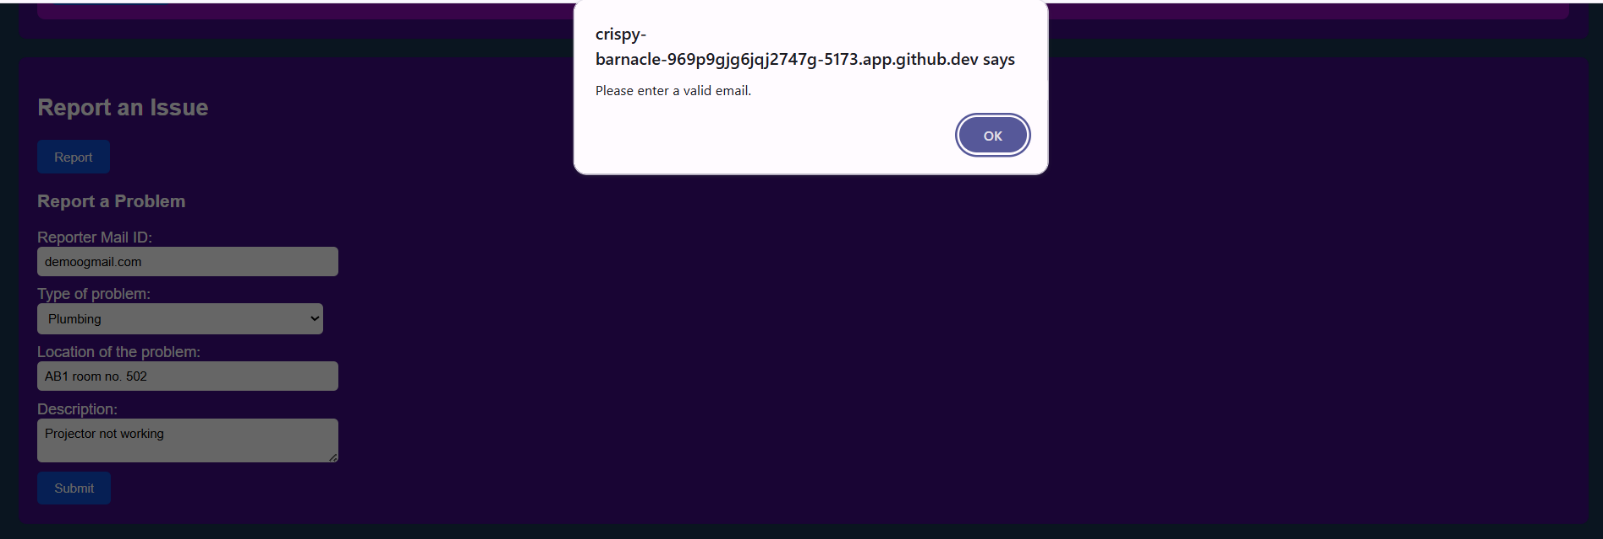 crispy-
barnacle-969p9gjg6jqj2747g-5173.app.github.dev says
Please enter a valid email.
OK
Report an Issue
Report
Report a Problem
Reporter Mail ID:
demoogmail.com
Type of problem:
Plumbing
Location of the problem:
AB1 room no. 502
Description:
Projector not working
Submit